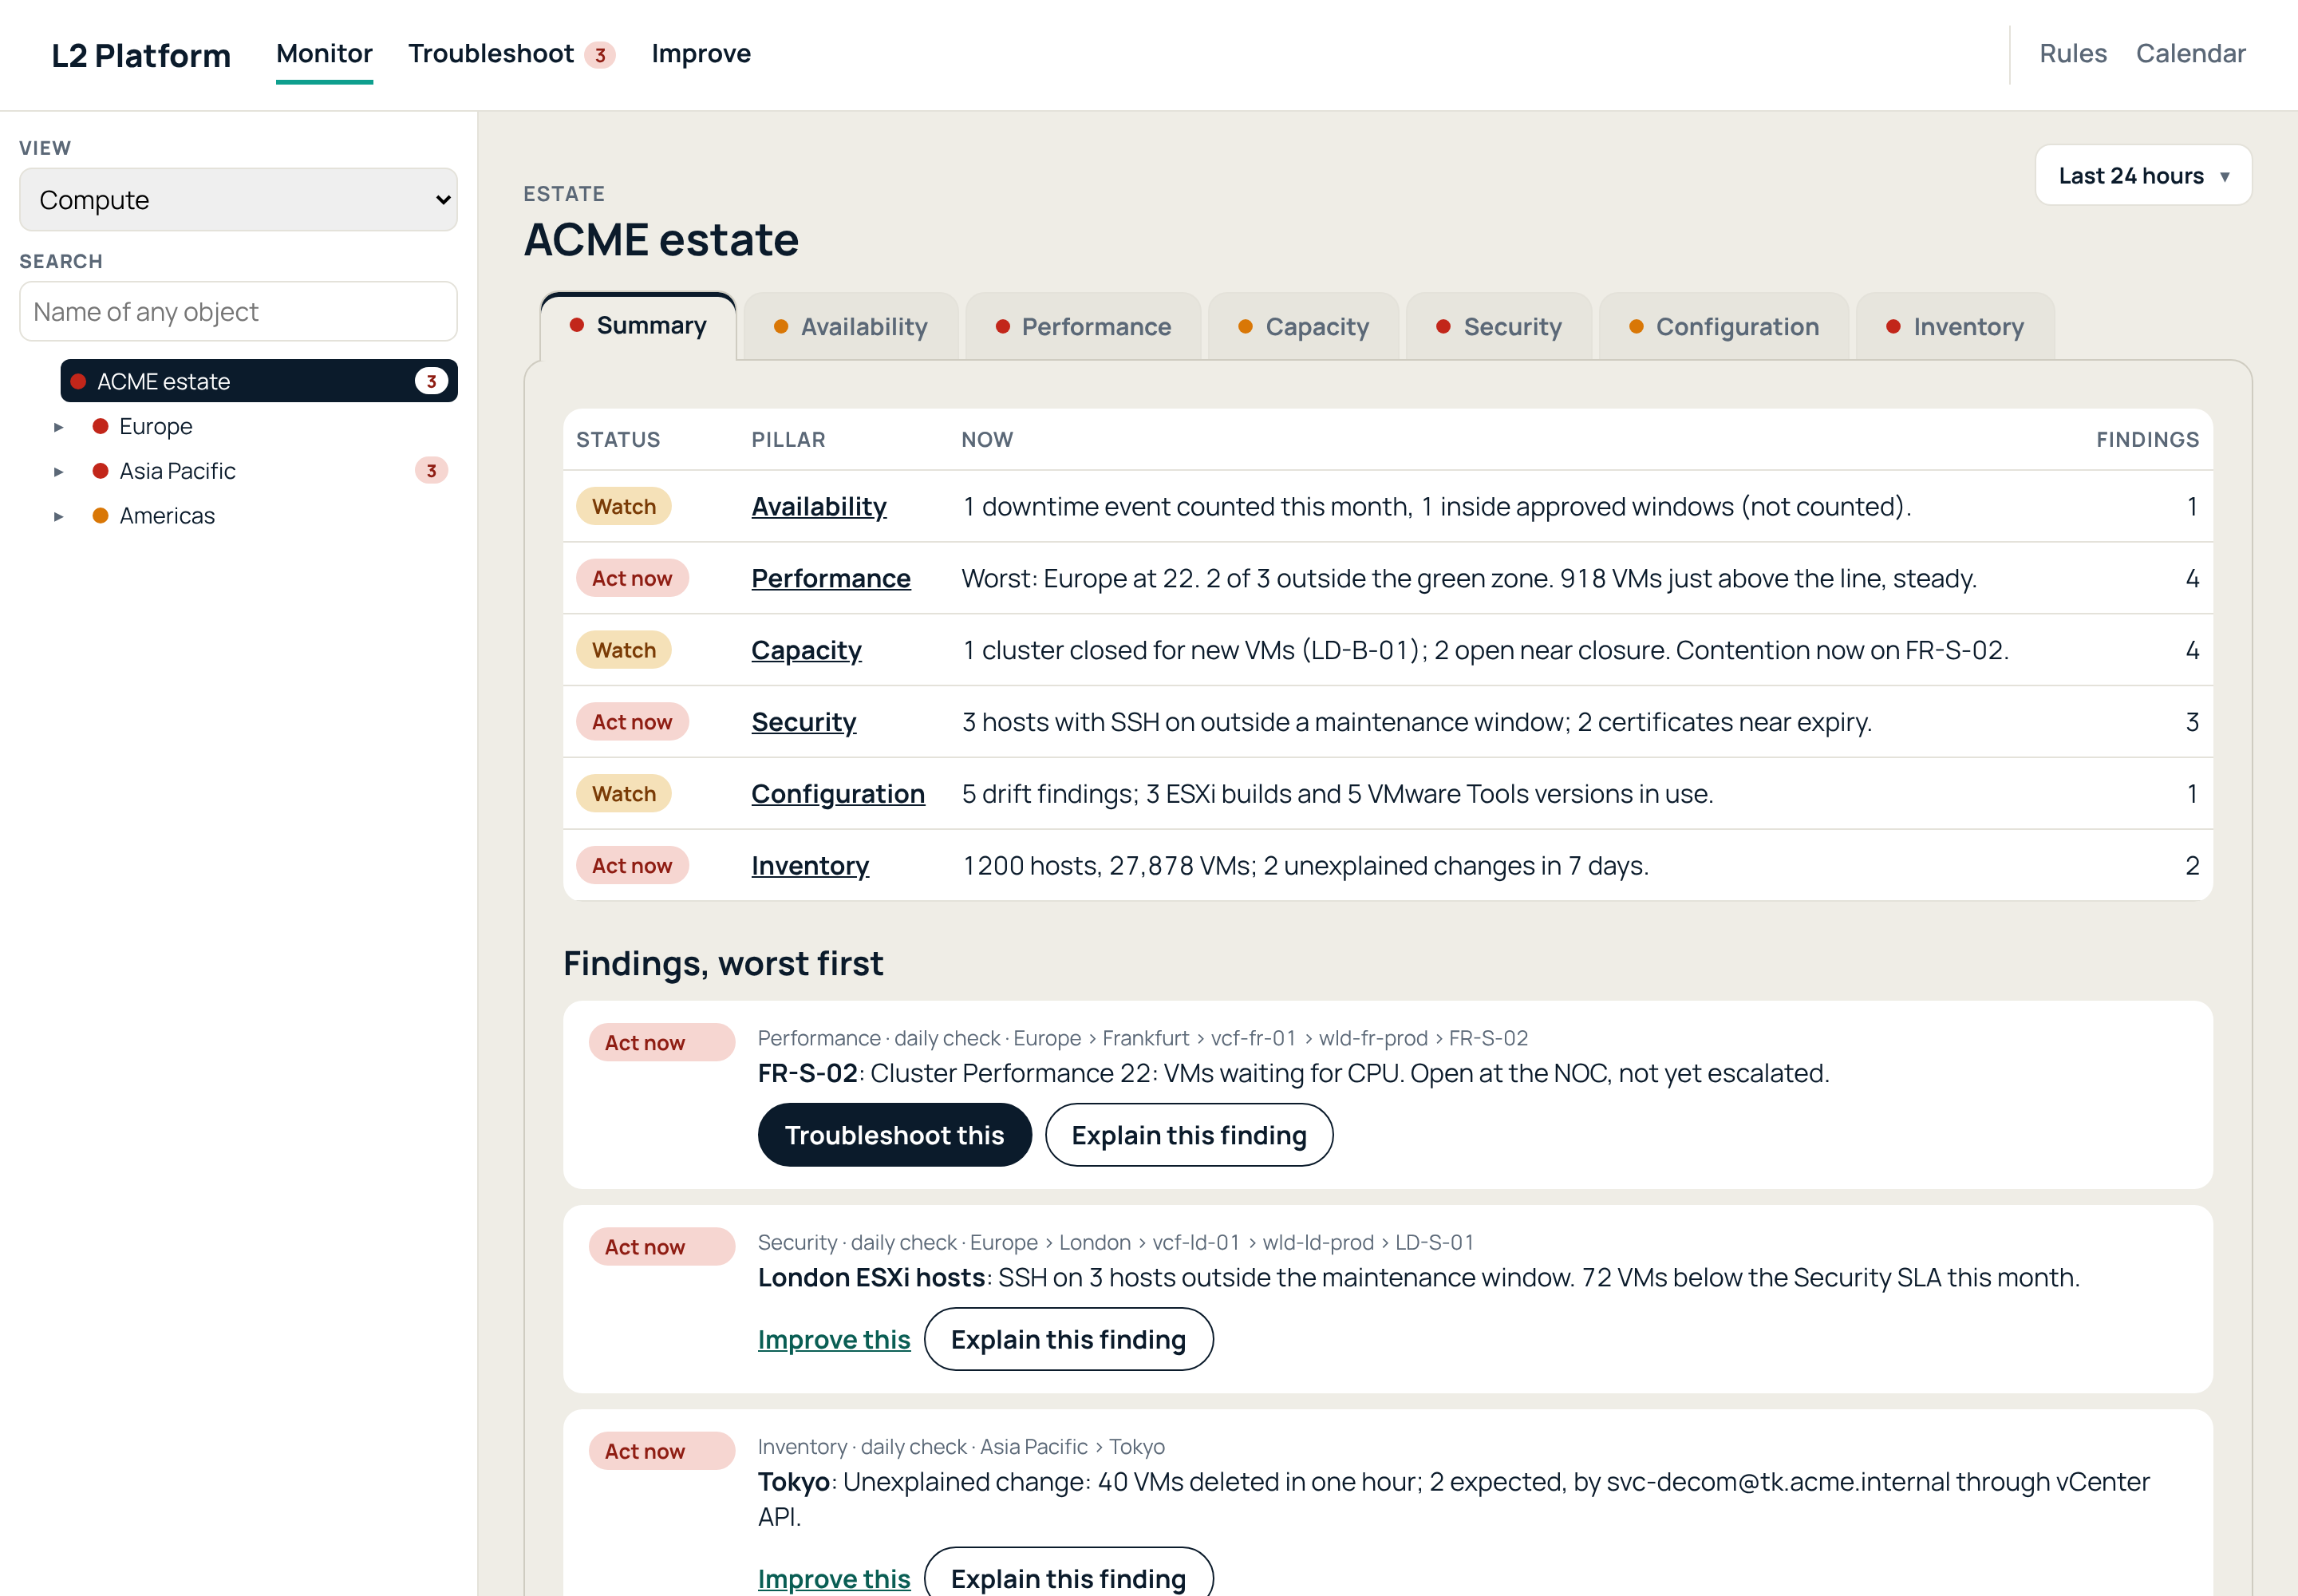 L2 Platform
Monitor
Troubleshoot 3
Improve
Rules
Calendar
VIEW
Compute
SEARCH
Name of any object
ACME estate 3
Europe
Asia Pacific 3
Americas
Last 24 hours
ESTATE
ACME estate
Summary
Availability
Performance
Capacity
Security
Configuration
Inventory
STATUS PILLAR NOW FINDINGS
Watch Availability 1 downtime event counted this month, 1 inside approved windows (not counted). 1
Act now Performance Worst: Europe at 22. 2 of 3 outside the green zone. 918 VMs just above the line, steady. 4
Watch Capacity 1 cluster closed for new VMs (LD-B-01); 2 open near closure. Contention now on FR-S-02. 4
Act now Security 3 hosts with SSH on outside a maintenance window; 2 certificates near expiry. 3
Watch Configuration 5 drift findings; 3 ESXi builds and 5 VMware Tools versions in use. 1
Act now Inventory 1200 hosts, 27,878 VMs; 2 unexplained changes in 7 days. 2
Findings, worst first
Act now
Performance · daily check · Europe › Frankfurt › vcf-fr-01 › wld-fr-prod › FR-S-02
FR-S-02: Cluster Performance 22: VMs waiting for CPU. Open at the NOC, not yet escalated.
Troubleshoot this
Explain this finding
Act now
Security · daily check · Europe › London › vcf-ld-01 › wld-ld-prod › LD-S-01
London ESXi hosts: SSH on 3 hosts outside the maintenance window. 72 VMs below the Security SLA this month.
Improve this
Explain this finding
Act now
Inventory · daily check · Asia Pacific › Tokyo
Tokyo: Unexplained change: 40 VMs deleted in one hour; 2 expected, by svc-decom@tk.acme.internal through vCenter
API.
Improve this
Explain this finding